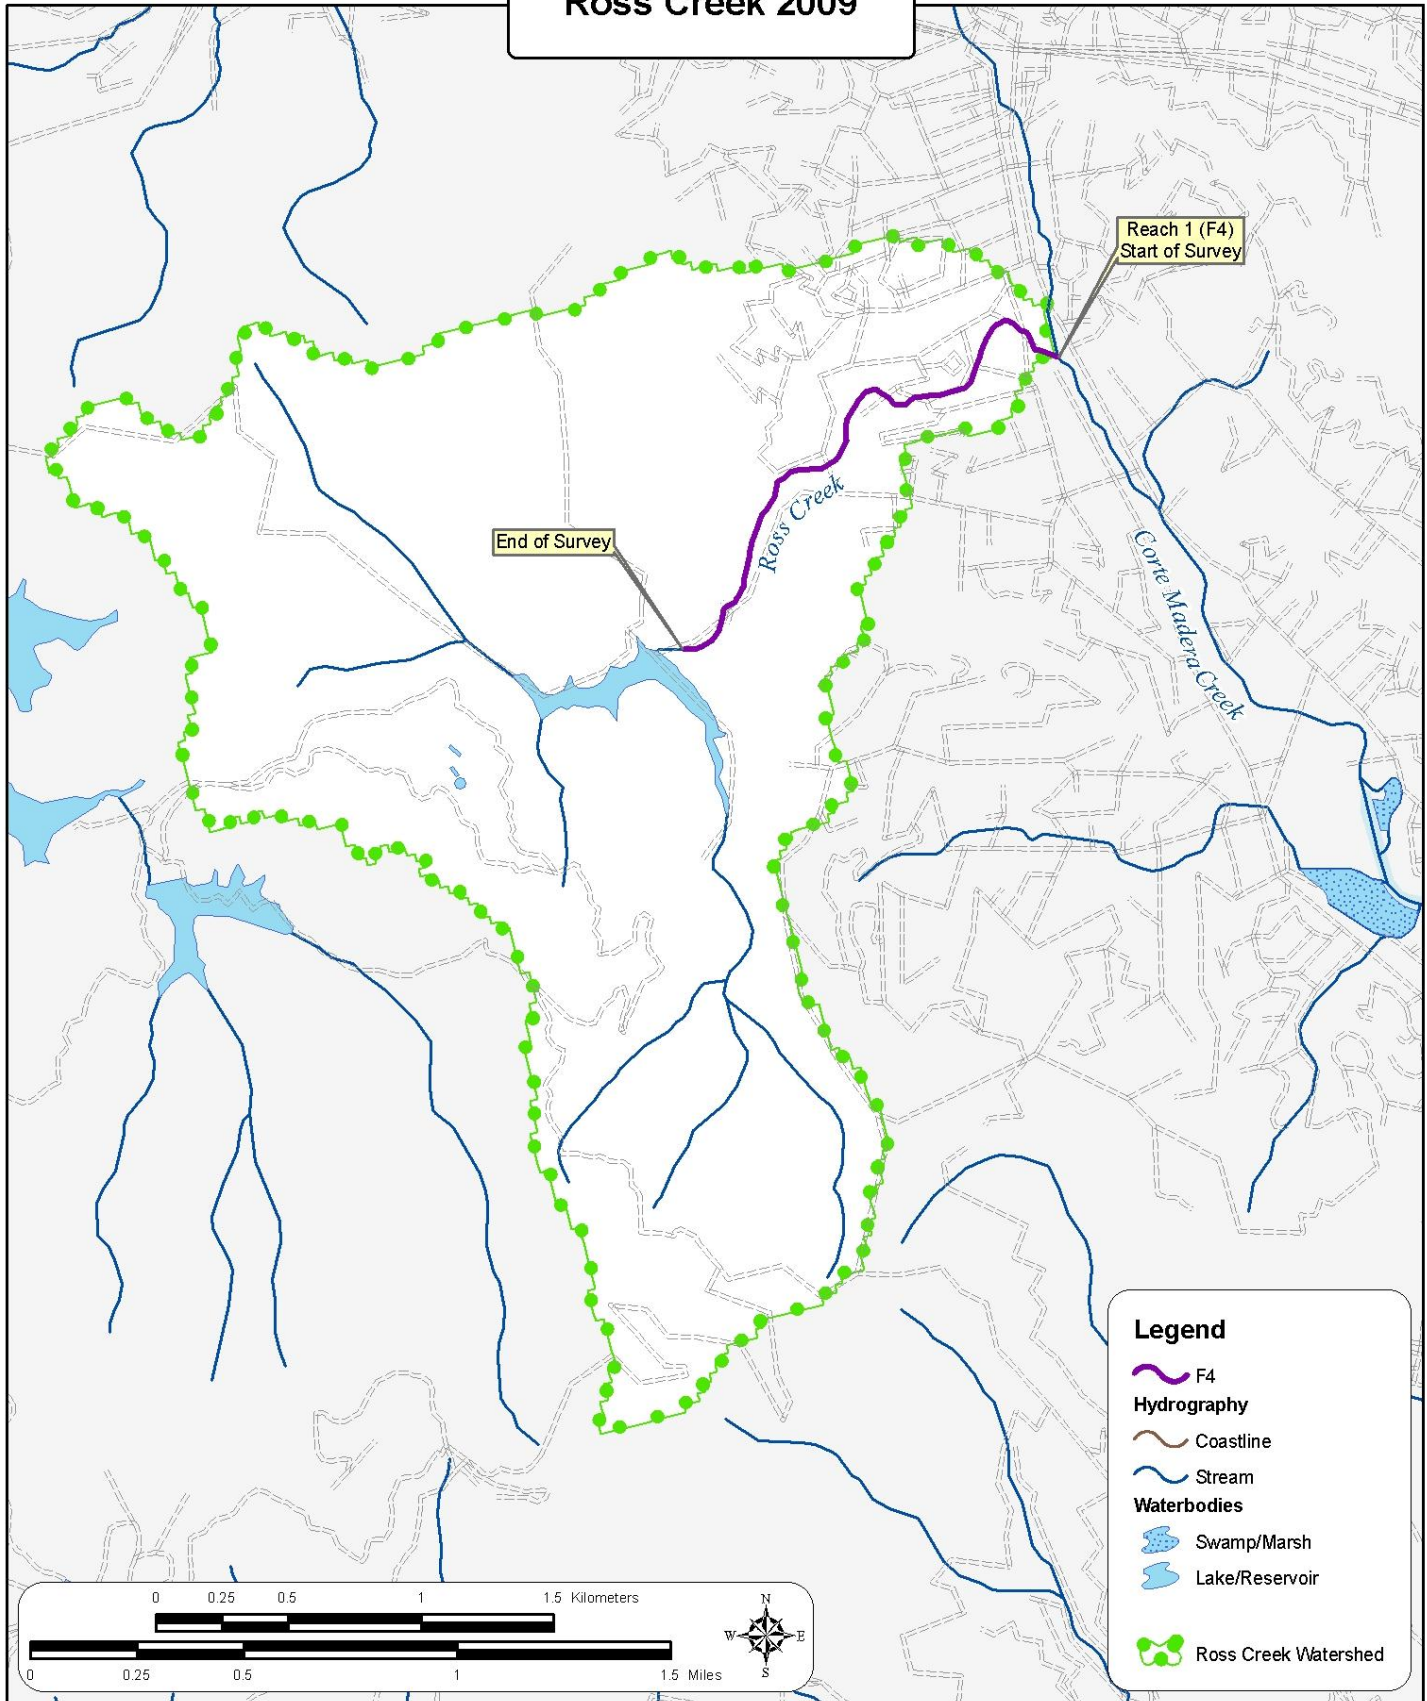 Ross Creek 2009
Reach 1 (F4)
Start of Survey
End of Survey
Ross Creek
Corte Madera Creek
Legend
F4
Hydrography
Coastline
Stream
Waterbodies
Swamp/Marsh
Lake/Reservoir
Ross Creek Watershed
0 0.25 0.5 1 1.5 Kilometers
0 0.25 0.5 1 1.5 Miles
N
W E
S